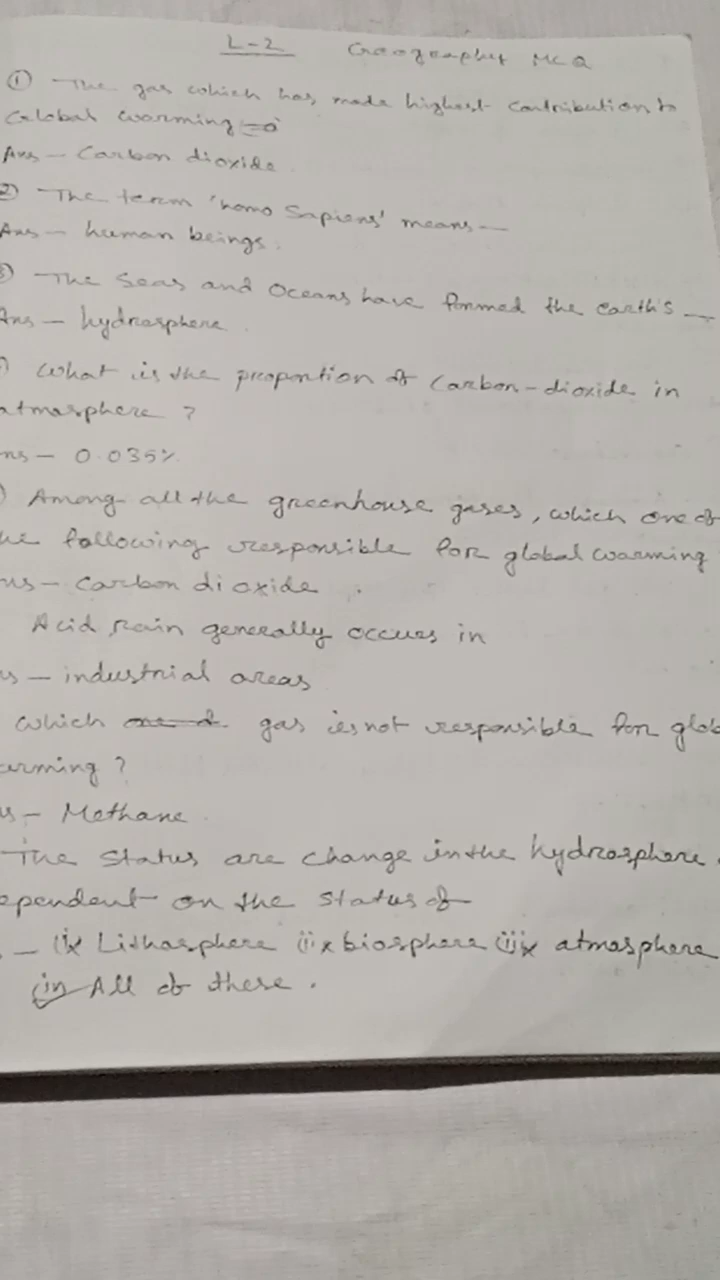 L-2 Geography MCQ
① The gas which has made highest contribution to
Global warming =
Ans - Carbon dioxide
2) The term 'homo Sapiens' means —
Ans - human beings.
3) The Seas and Oceans have formed the earth's —
Ans - hydrosphere
) What is the proportion of Carbon-dioxide in
atmosphere ?
ns - 0.035%
) Among all the greenhouse gases, which one of
he following responsible for global warming
ns - carbon dioxide .
Acid rain generally occurs in
s - industrial areas
which gas is not responsible for glob
arming ?
s - Methane
The Status are change in the hydrosphere
ependent on the status of
- (i)x Lithosphere (ii)x biosphere (iii)x atmosphere
(iv) All of these .